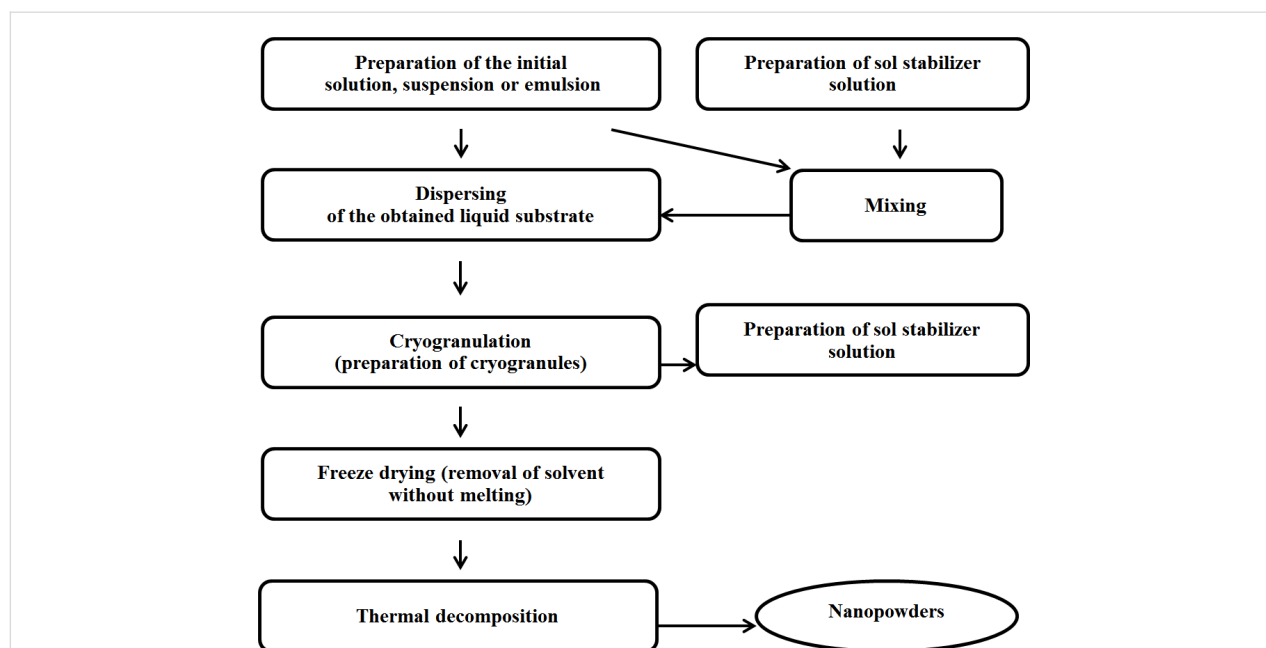 Preparation of the initial
solution, suspension or emulsion
Preparation of sol stabilizer
solution
Dispersing
of the obtained liquid substrate
Mixing
Cryogranulation
(preparation of cryogranules)
Preparation of sol stabilizer
solution
Freeze drying (removal of solvent
without melting)
Thermal decomposition
Nanopowders